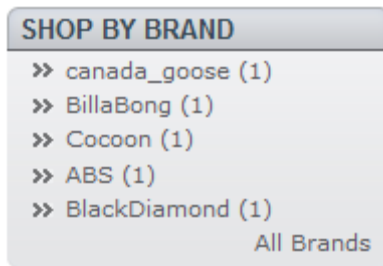 SHOP BY BRAND
» canada_goose (1)
» BillaBong (1)
» Cocoon (1)
» ABS (1)
» BlackDiamond (1)
All Brands